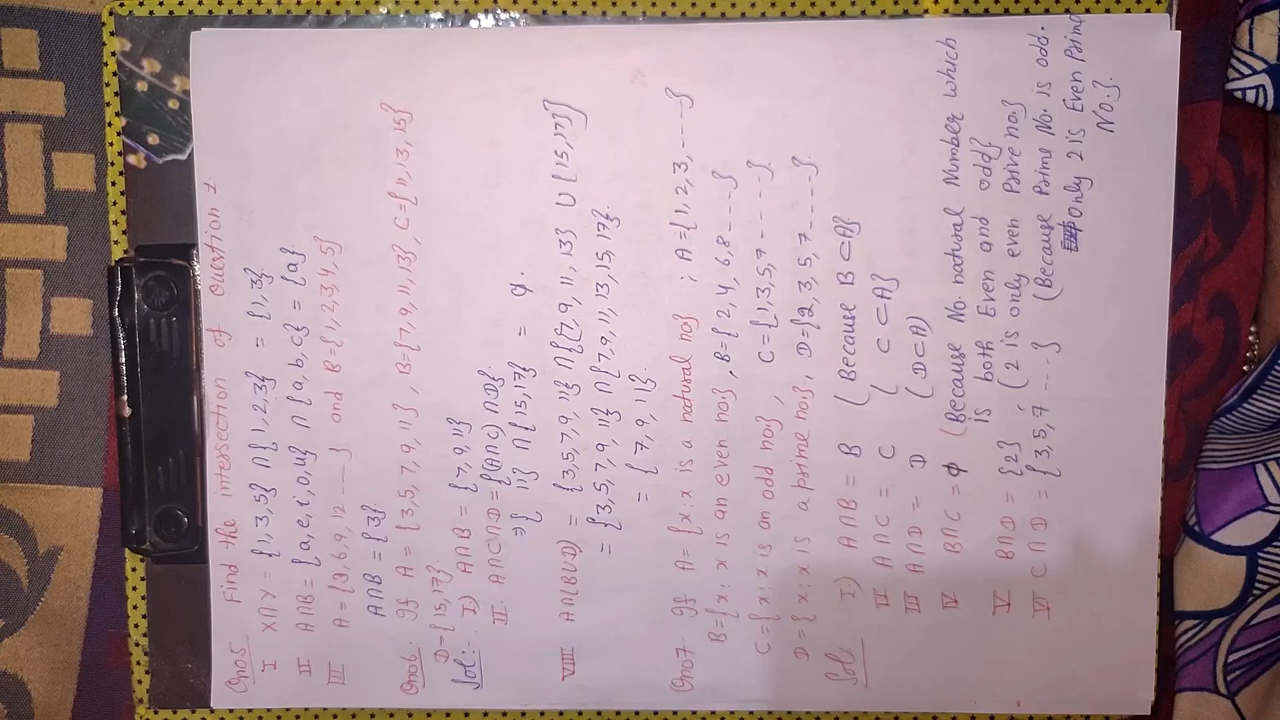 Qno5 Find the intersection of Question 1
I X∩Y = {1,3,5} ∩ {1,2,3} = {1,3}
II A∩B = {a,e,i,o,u} ∩ {a,b,c} = {a}
III A = {3,6,9,12 ----} and B = {1,2,3,4,5}
A∩B = {3}
Qno6. If A = {3,5,7,9,11}, B={7,9,11,13}, C={11,13,15}
D-{15,17}.
Sol:- I) A∩B = {7,9,11}
II. A∩C∩D = {(A∩C)∩D}.
⇒ {11} ∩ {15,17} = φ.
VIII A∩(BUD) = {3,5,7,9,11} ∩ {{7,9,11,13} U {15,17}}
= {3,5,7,9,11} ∩ {7,9,11,13,15,17}.
= {7,9,11}.
Qno7. If A = {x:x is a natural no} ; A={1,2,3,----}
B={x:x is an even no}, B={2,4,6,8----}
C={x:x is an odd no}, C={1,3,5,7-----}.
D={x:x is a prime no.}, D={2,3,5,7----}.
Sol:
I) A∩B = B (Because B⊂A}
II A∩C = C ( C⊂A}
III A∩D = D (D⊂A)
IV B∩C = φ (Because No. natural Number which
is both Even and odd}
V B∩D = {2}, (2 is only even Prive no.}
VI C∩D = {3,5,7 ---} (Because Prime No. is odd.
only 2 is Even Prime
No.}.